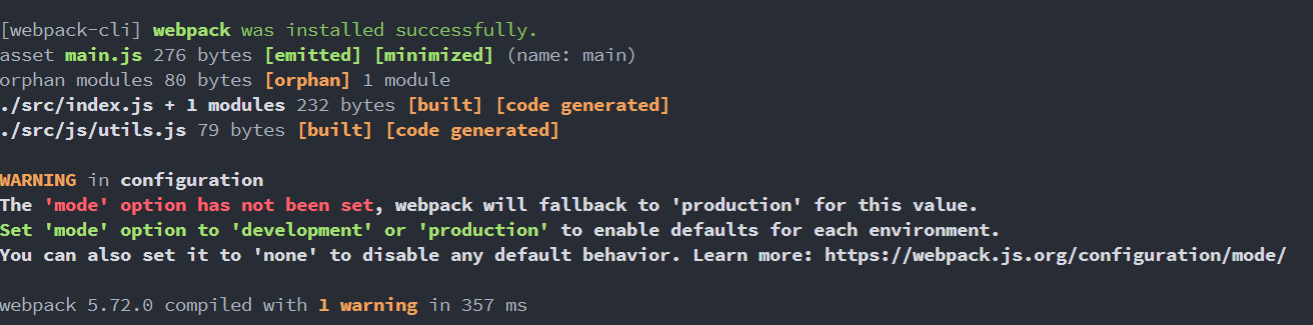 [webpack-cli] webpack was installed successfully.
asset main.js 276 bytes [emitted] [minimized] (name: main)
orphan modules 80 bytes [orphan] 1 module
./src/index.js + 1 modules 232 bytes [built] [code generated]
./src/js/utils.js 79 bytes [built] [code generated]
WARNING in configuration
The 'mode' option has not been set, webpack will fallback to 'production' for this value.
Set 'mode' option to 'development' or 'production' to enable defaults for each environment.
You can also set it to 'none' to disable any default behavior. Learn more: https://webpack.js.org/configuration/mode/
webpack 5.72.0 compiled with 1 warning in 357 ms